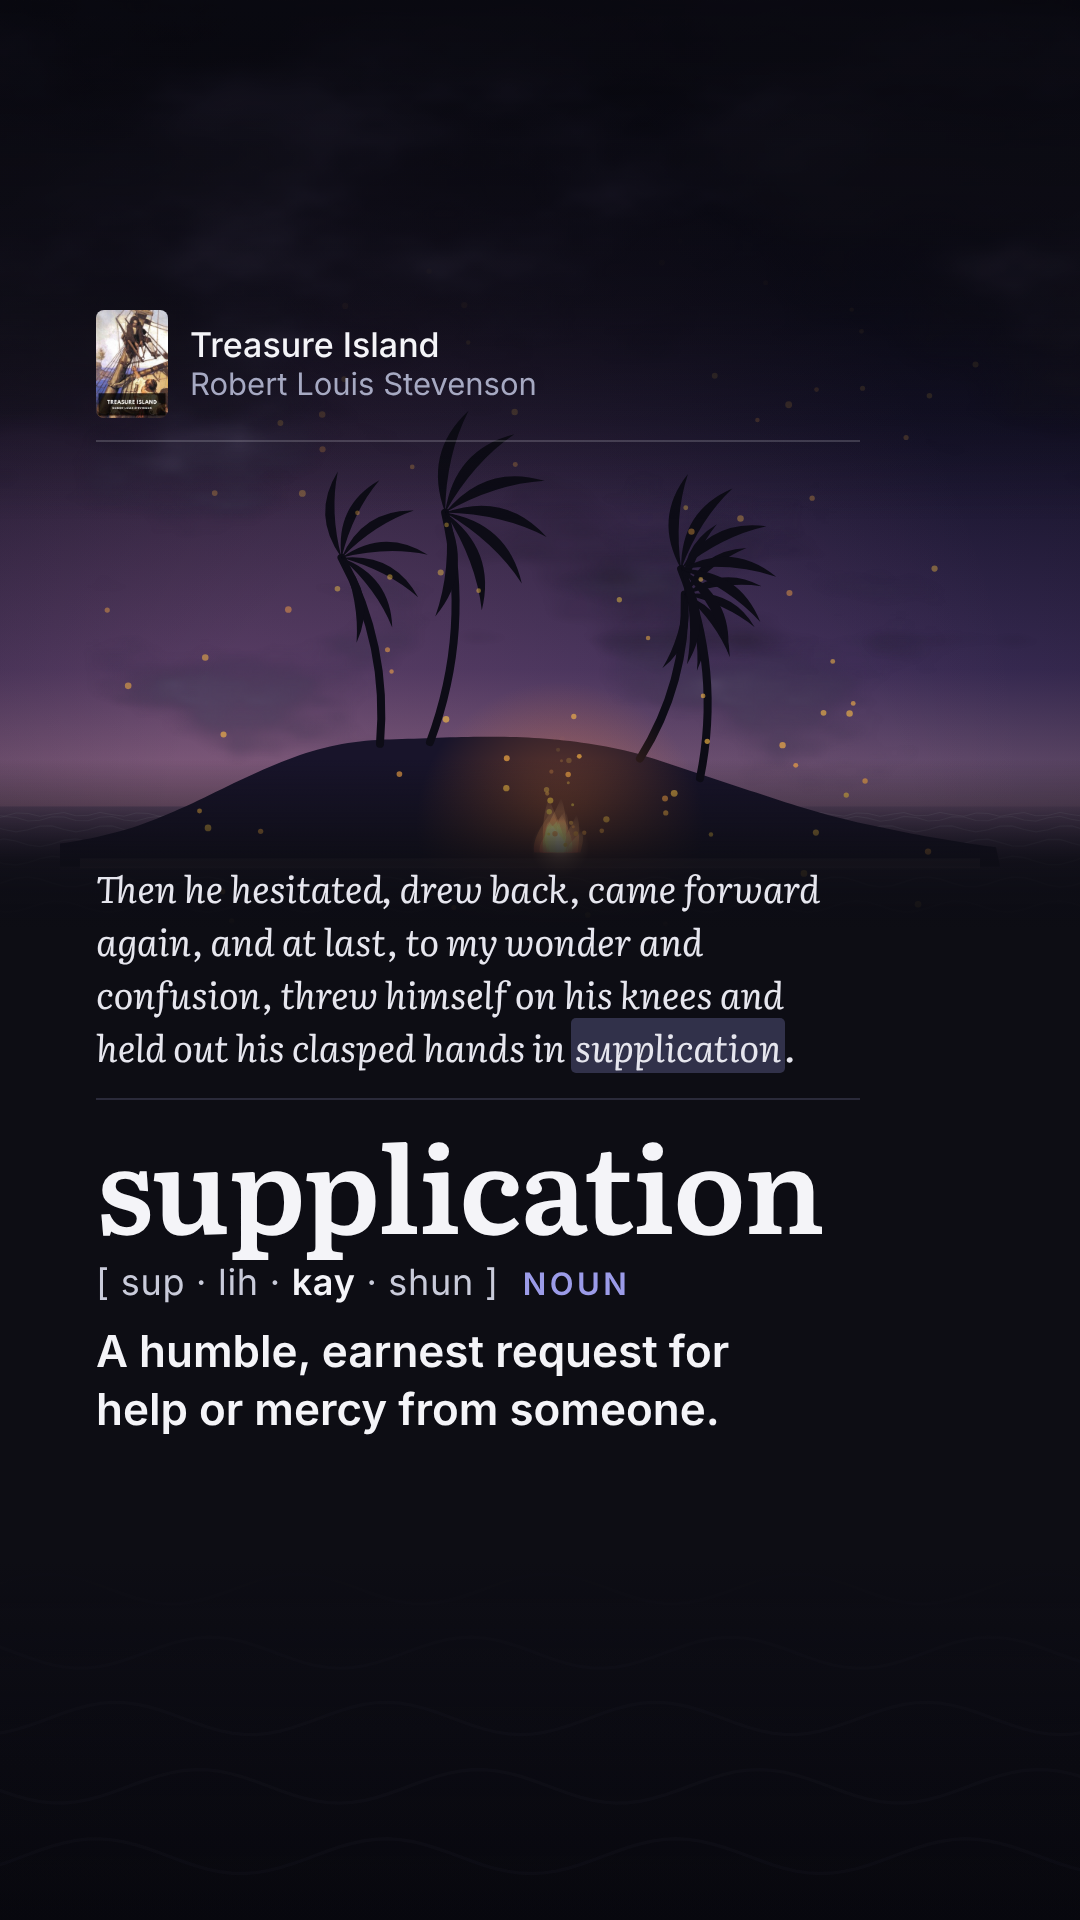 TREASURE ISLAND
Treasure Island
Robert Louis Stevenson
Then he hesitated, drew back, came forward
again, and at last, to my wonder and
confusion, threw himself on his knees and
held out his clasped hands in supplication.
supplication
[ sup · lih · kay · shun ] NOUN
A humble, earnest request for
help or mercy from someone.